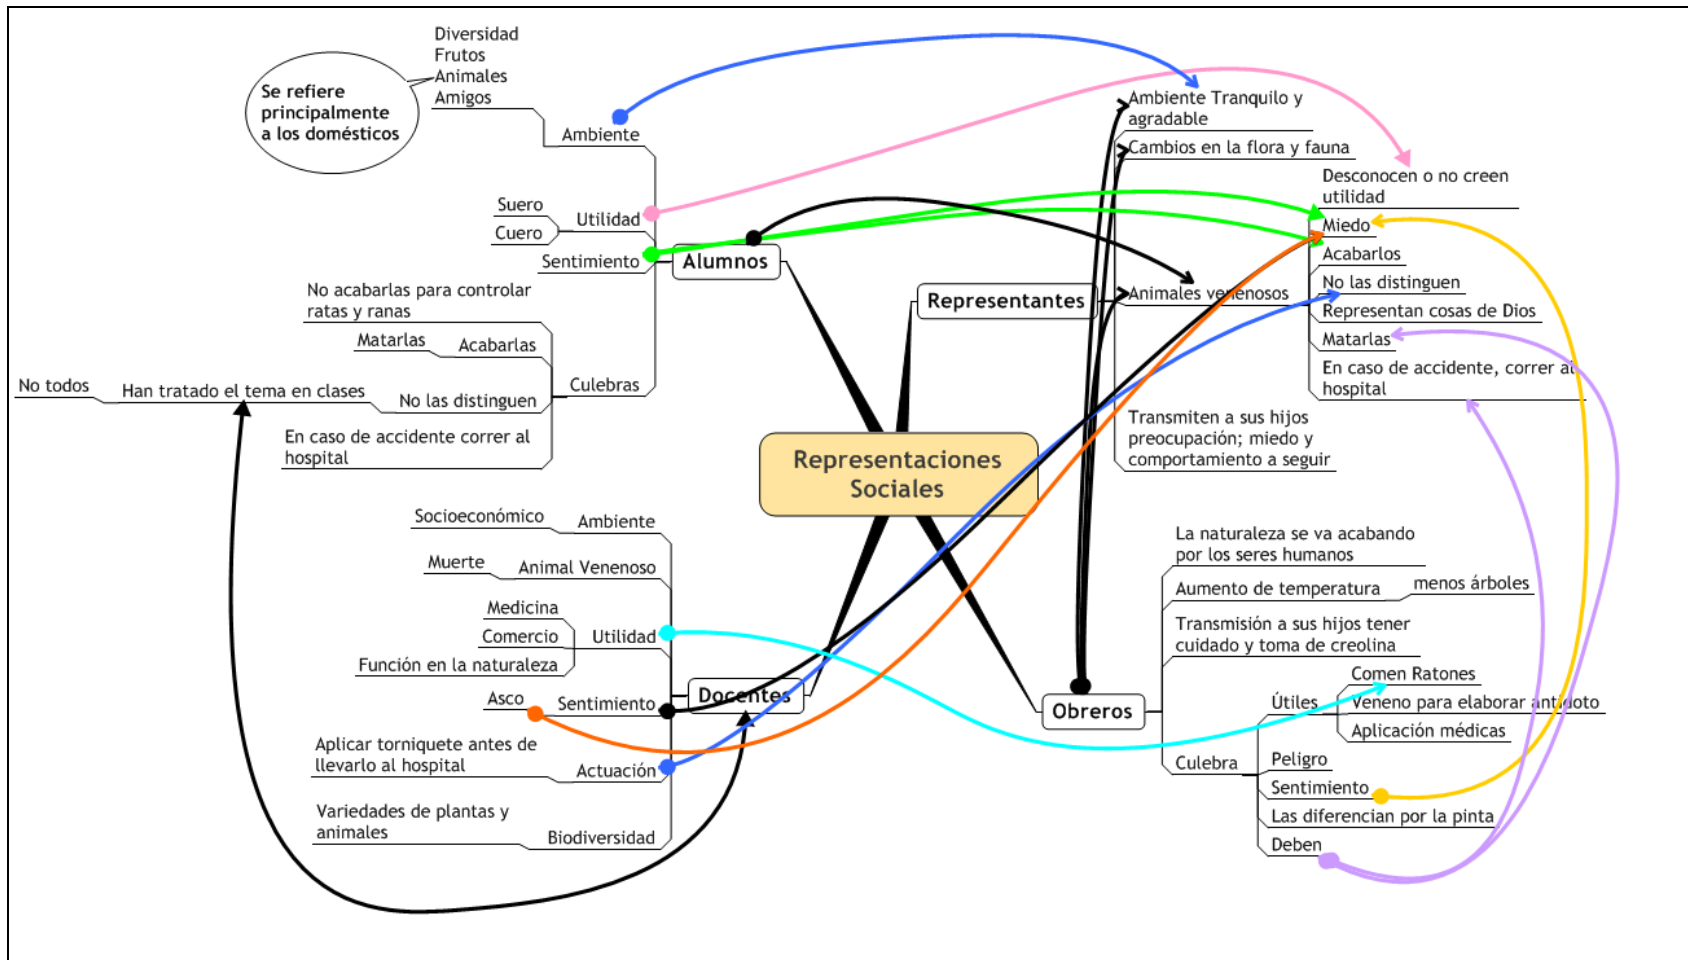 Diversidad
Frutos
Animales
Amigos
Se refiere
principalmente
a los domésticos
Ambiente
Suero
Cuero
Utilidad
Sentimiento
Alumnos
No acabarlas para controlar
ratas y ranas
Matarlas
Acabarlas
No todos
Han tratado el tema en clases
No las distinguen
Culebras
En caso de accidente correr al
hospital
Representantes
Ambiente Tranquilo y
agradable
Cambios en la flora y fauna
Animales venenosos
Desconocen o no creen
utilidad
Miedo
Acabarlos
No las distinguen
Representan cosas de Dios
Matarlas
En caso de accidente, correr al
hospital
Transmiten a sus hijos
preocupación; miedo y
comportamiento a seguir
Representaciones
Sociales
Socioeconómico
Ambiente
Muerte
Animal Venenoso
Medicina
Comercio
Función en la naturaleza
Utilidad
Asco
Sentimiento
Docentes
Aplicar torniquete antes de
llevarlo al hospital
Actuación
Variedades de plantas y
animales
Biodiversidad
Obreros
La naturaleza se va acabando
por los seres humanos
Aumento de temperatura
menos árboles
Transmisión a sus hijos tener
cuidado y toma de creolina
Culebra
Útiles
Comen Ratones
Veneno para elaborar antídoto
Aplicación médicas
Peligro
Sentimiento
Las diferencian por la pinta
Deben